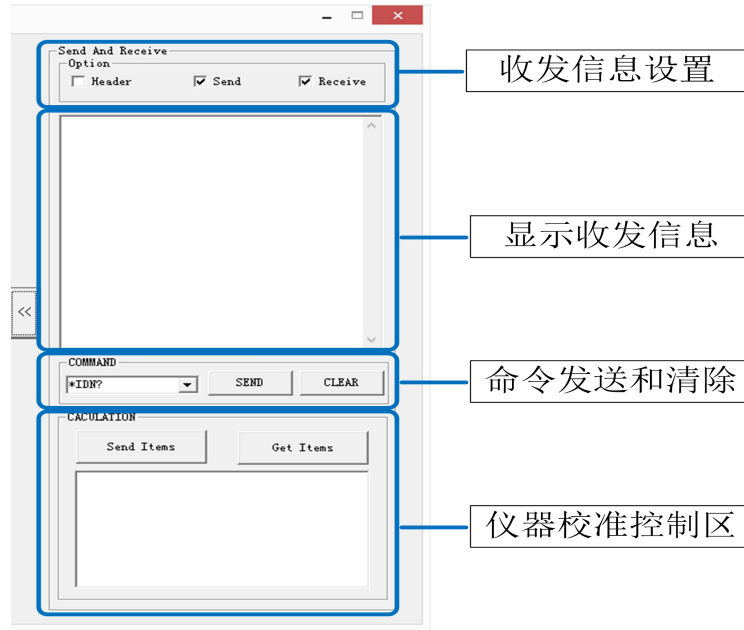 Send And Receive
Option
Header Send Receive
收发信息设置
显示收发信息
<<
COMMAND
*IDN? SEND CLEAR
命令发送和清除
CACULATION
Send Items Get Items
仪器校准控制区